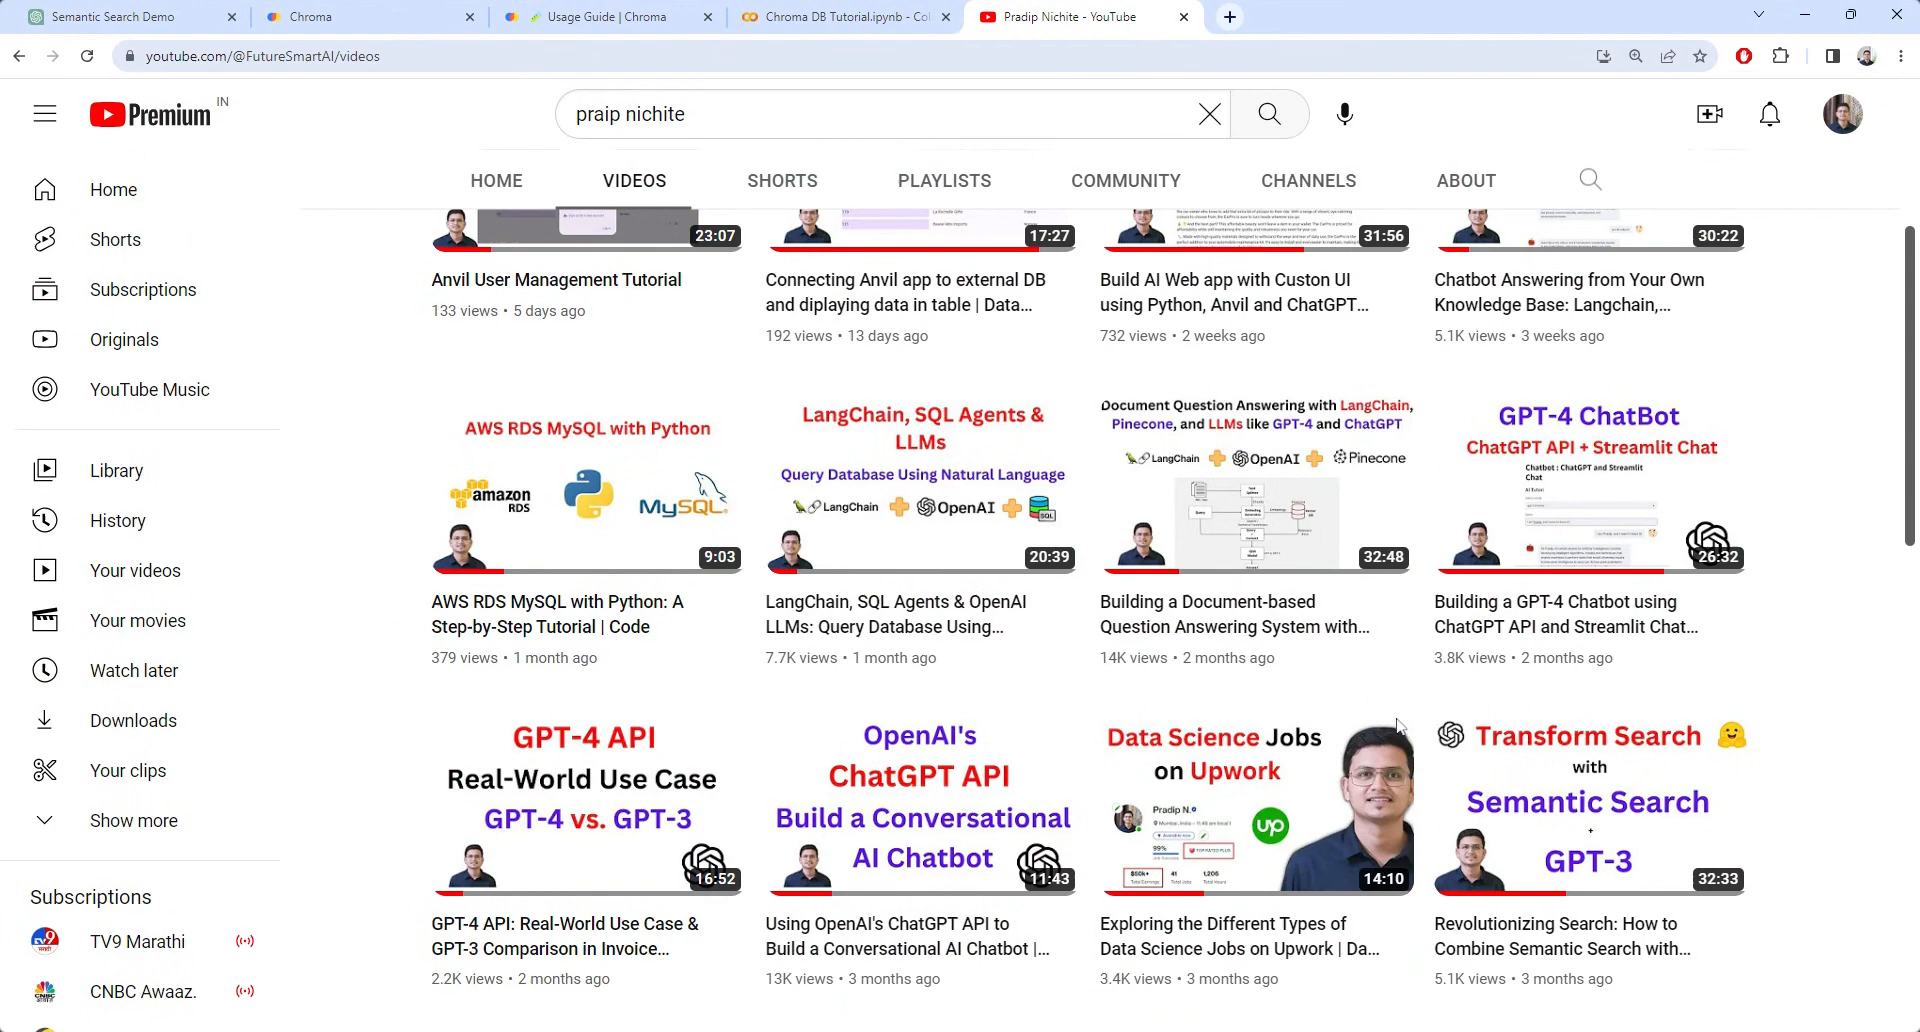 Semantic Search Demo
Chroma
Usage Guide | Chroma
Chroma DB Tutorial.ipynb - Col
Pradip Nichite - YouTube
youtube.com/@FutureSmartAI/videos
Premium
IN
praip nichite
HOME
VIDEOS
SHORTS
PLAYLISTS
COMMUNITY
CHANNELS
ABOUT
Home
Shorts
Subscriptions
Originals
YouTube Music
Library
History
Your videos
Your movies
Watch later
Downloads
Your clips
Show more
Subscriptions
TV9 Marathi
CNBC Awaaz.
23:07
Anvil User Management Tutorial
133 views • 5 days ago
17:27
Connecting Anvil app to external DB
and diplaying data in table | Data...
192 views • 13 days ago
31:56
Build AI Web app with Custon UI
using Python, Anvil and ChatGPT...
732 views • 2 weeks ago
30:22
Chatbot Answering from Your Own
Knowledge Base: Langchain,...
5.1K views • 3 weeks ago
AWS RDS MySQL with Python
amazon
RDS
MySQL
9:03
AWS RDS MySQL with Python: A
Step-by-Step Tutorial | Code
379 views • 1 month ago
LangChain, SQL Agents &
LLMs
Query Database Using Natural Language
LangChain
OpenAI
SQL
20:39
LangChain, SQL Agents & OpenAI
LLMs: Query Database Using...
7.7K views • 1 month ago
Document Question Answering with LangChain,
Pinecone, and LLMs like GPT-4 and ChatGPT
LangChain
OpenAI
Pinecone
32:48
Building a Document-based
Question Answering System with...
14K views • 2 months ago
GPT-4 ChatBot
ChatGPT API + Streamlit Chat
Chatbot : ChatGPT and Streamlit
Chat
26:32
Building a GPT-4 Chatbot using
ChatGPT API and Streamlit Chat...
3.8K views • 2 months ago
GPT-4 API
Real-World Use Case
GPT-4 vs. GPT-3
16:52
GPT-4 API: Real-World Use Case &
GPT-3 Comparison in Invoice...
2.2K views • 2 months ago
OpenAI's
ChatGPT API
Build a Conversational
AI Chatbot
11:43
Using OpenAI's ChatGPT API to
Build a Conversational AI Chatbot |...
13K views • 3 months ago
Data Science Jobs
on Upwork
Pradip N.
up
99%
$50k+
41
1,206
14:10
Exploring the Different Types of
Data Science Jobs on Upwork | Da...
3.4K views • 3 months ago
Transform Search
with
Semantic Search
+
GPT-3
32:33
Revolutionizing Search: How to
Combine Semantic Search with...
5.1K views • 3 months ago